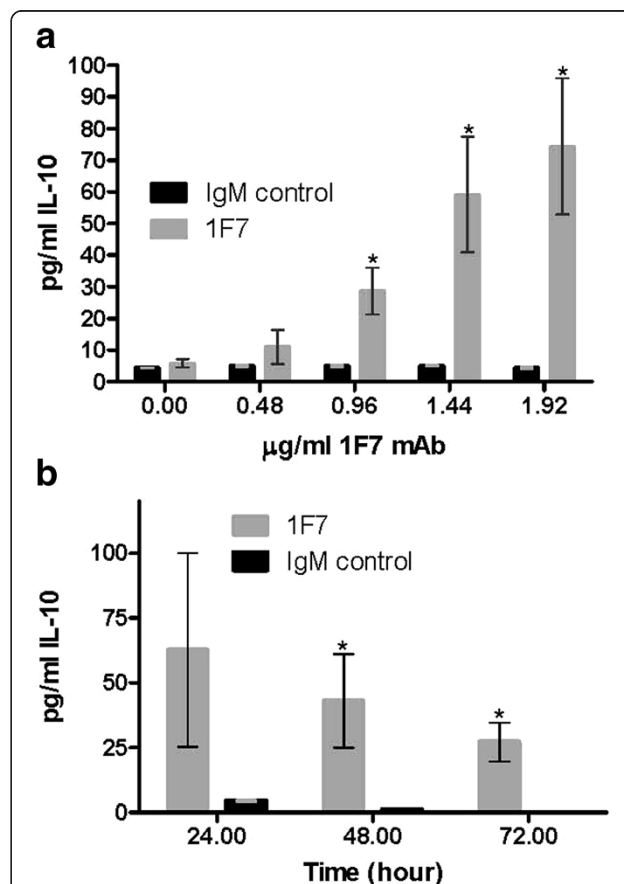 a
pg/ml IL-10
100
90
80
70
60
50
40
30
20
10
0
IgM control
1F7
*
*
*
0.00 0.48 0.96 1.44 1.92
μg/ml 1F7 mAb
b
pg/ml IL-10
100
75
50
25
0
1F7
IgM control
*
*
24.00 48.00 72.00
Time (hour)